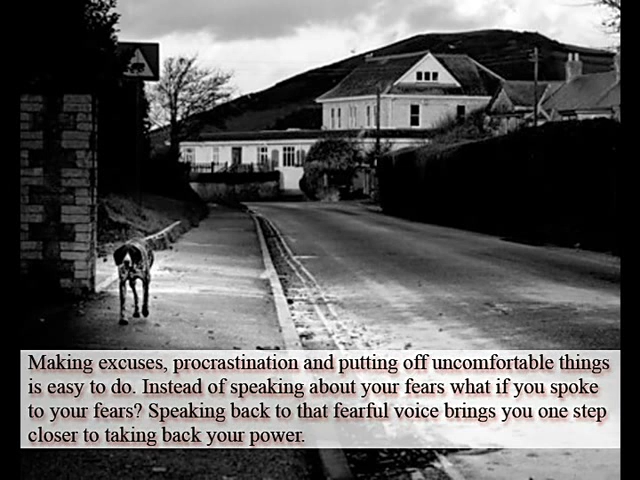 Making excuses, procrastination and putting off uncomfortable things
is easy to do. Instead of speaking about your fears what if you spoke
to your fears? Speaking back to that fearful voice brings you one step
closer to taking back your power.